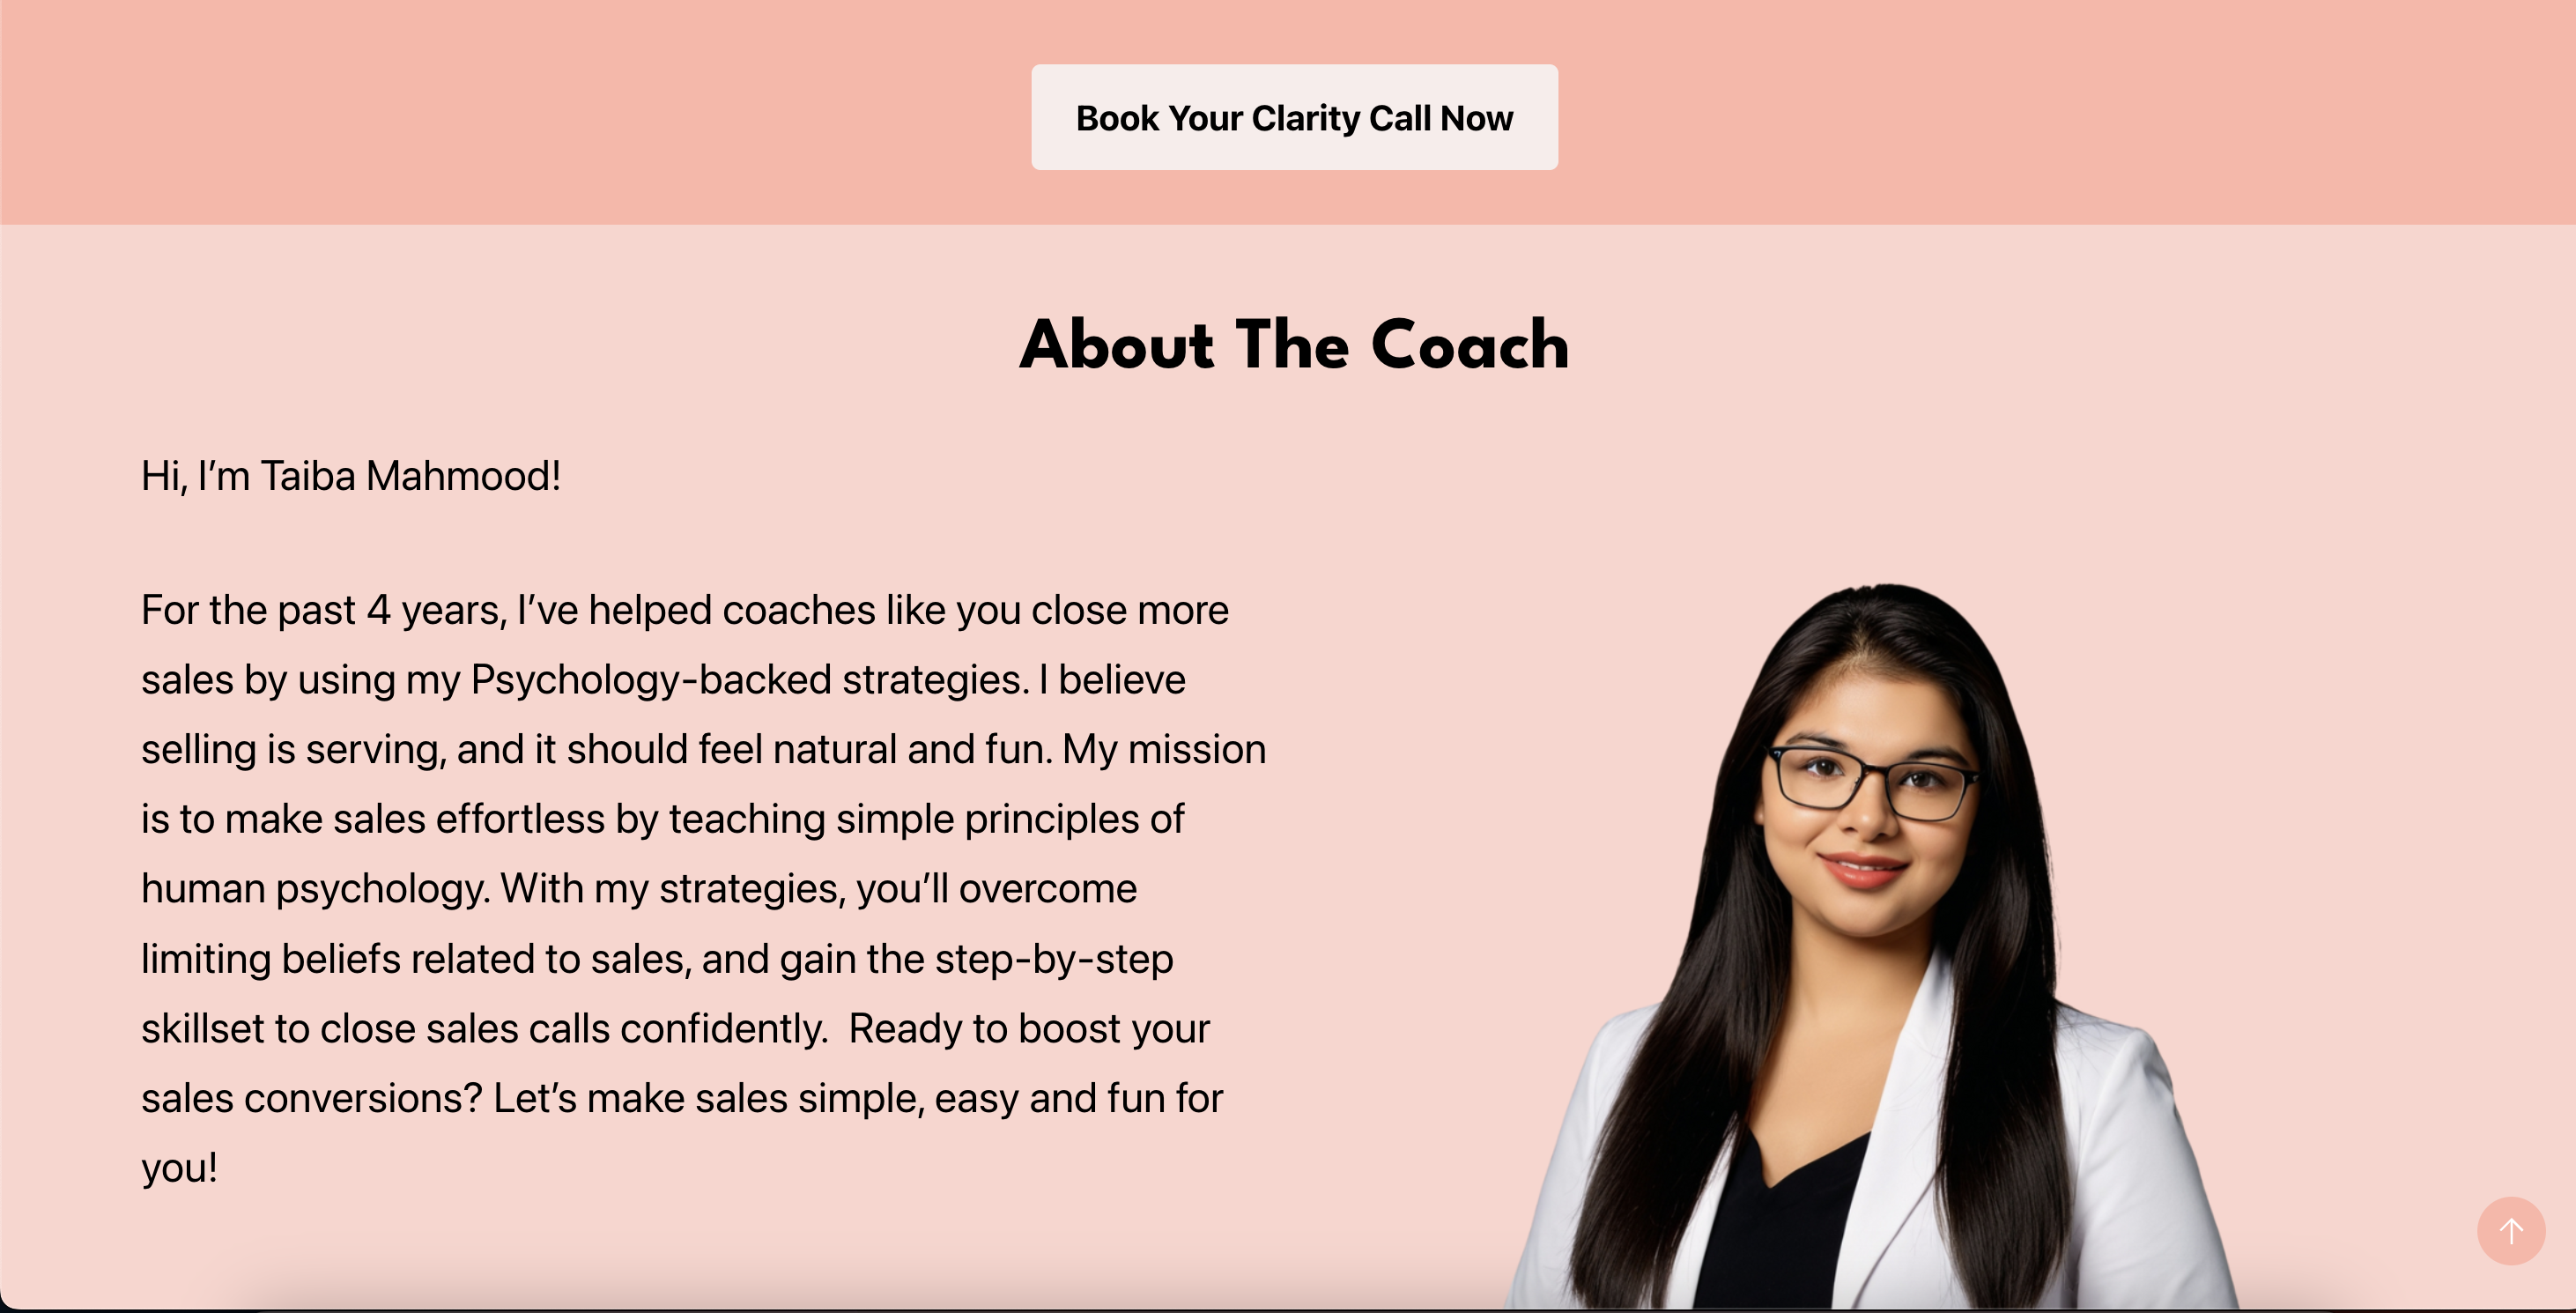 Book Your Clarity Call Now
About The Coach
Hi, I’m Taiba Mahmood!
For the past 4 years, I’ve helped coaches like you close more
sales by using my Psychology-backed strategies. I believe
selling is serving, and it should feel natural and fun. My mission
is to make sales effortless by teaching simple principles of
human psychology. With my strategies, you’ll overcome
limiting beliefs related to sales, and gain the step-by-step
skillset to close sales calls confidently.  Ready to boost your
sales conversions? Let’s make sales simple, easy and fun for
you!